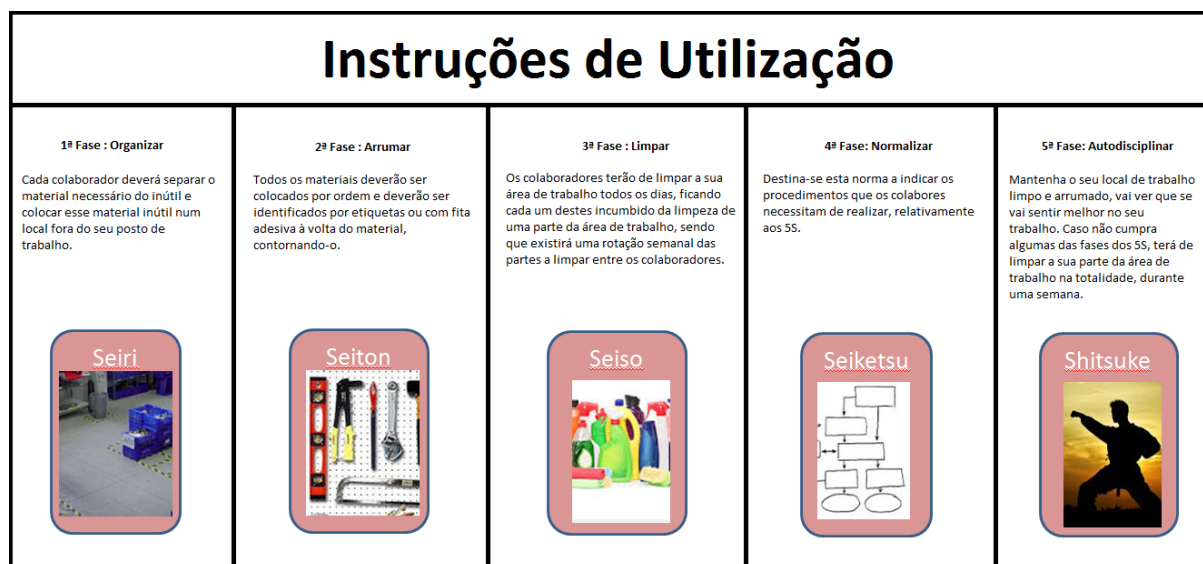 Instruções de Utilização
1ª Fase : Organizar
Cada colaborador deverá separar o
material necessário do inútil e
colocar esse material inútil num
local fora do seu posto de
trabalho.
Seiri
2ª Fase : Arrumar
Todos os materiais deverão ser
colocados por ordem e deverão ser
identificados por etiquetas ou com fita
adesiva à volta do material,
contornando-o.
Seiton
3ª Fase : Limpar
Os colaboradores terão de limpar a sua
área de trabalho todos os dias, ficando
cada um destes incumbido da limpeza de
uma parte da área de trabalho, sendo
que existirá uma rotação semanal das
partes a limpar entre os colaboradores.
Seiso
4ª Fase: Normalizar
Destina-se esta norma a indicar os
procedimentos que os colabores
necessitam de realizar, relativamente
aos 5S.
Seiketsu
5ª Fase: Autodisciplinar
Mantenha o seu local de trabalho
limpo e arrumado, vai ver que se
vai sentir melhor no seu
trabalho. Caso não cumpra
algumas das fases dos 5S, terá de
limpar a sua parte da área de
trabalho na totalidade, durante
uma semana.
Shitsuke